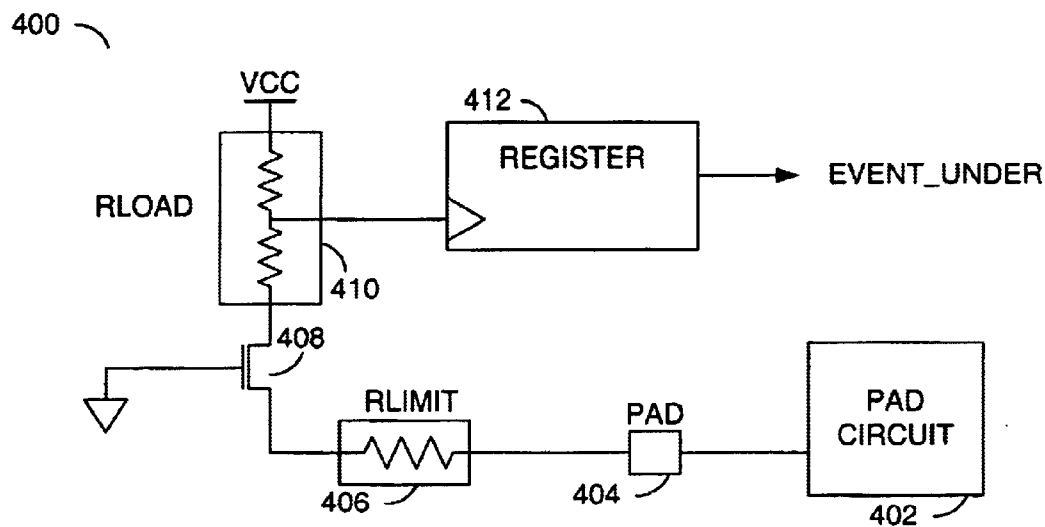 400
VCC
412
REGISTER
EVENT_UNDER
RLOAD
410
408
RLIMIT
PAD
PAD
CIRCUIT
406
404
402